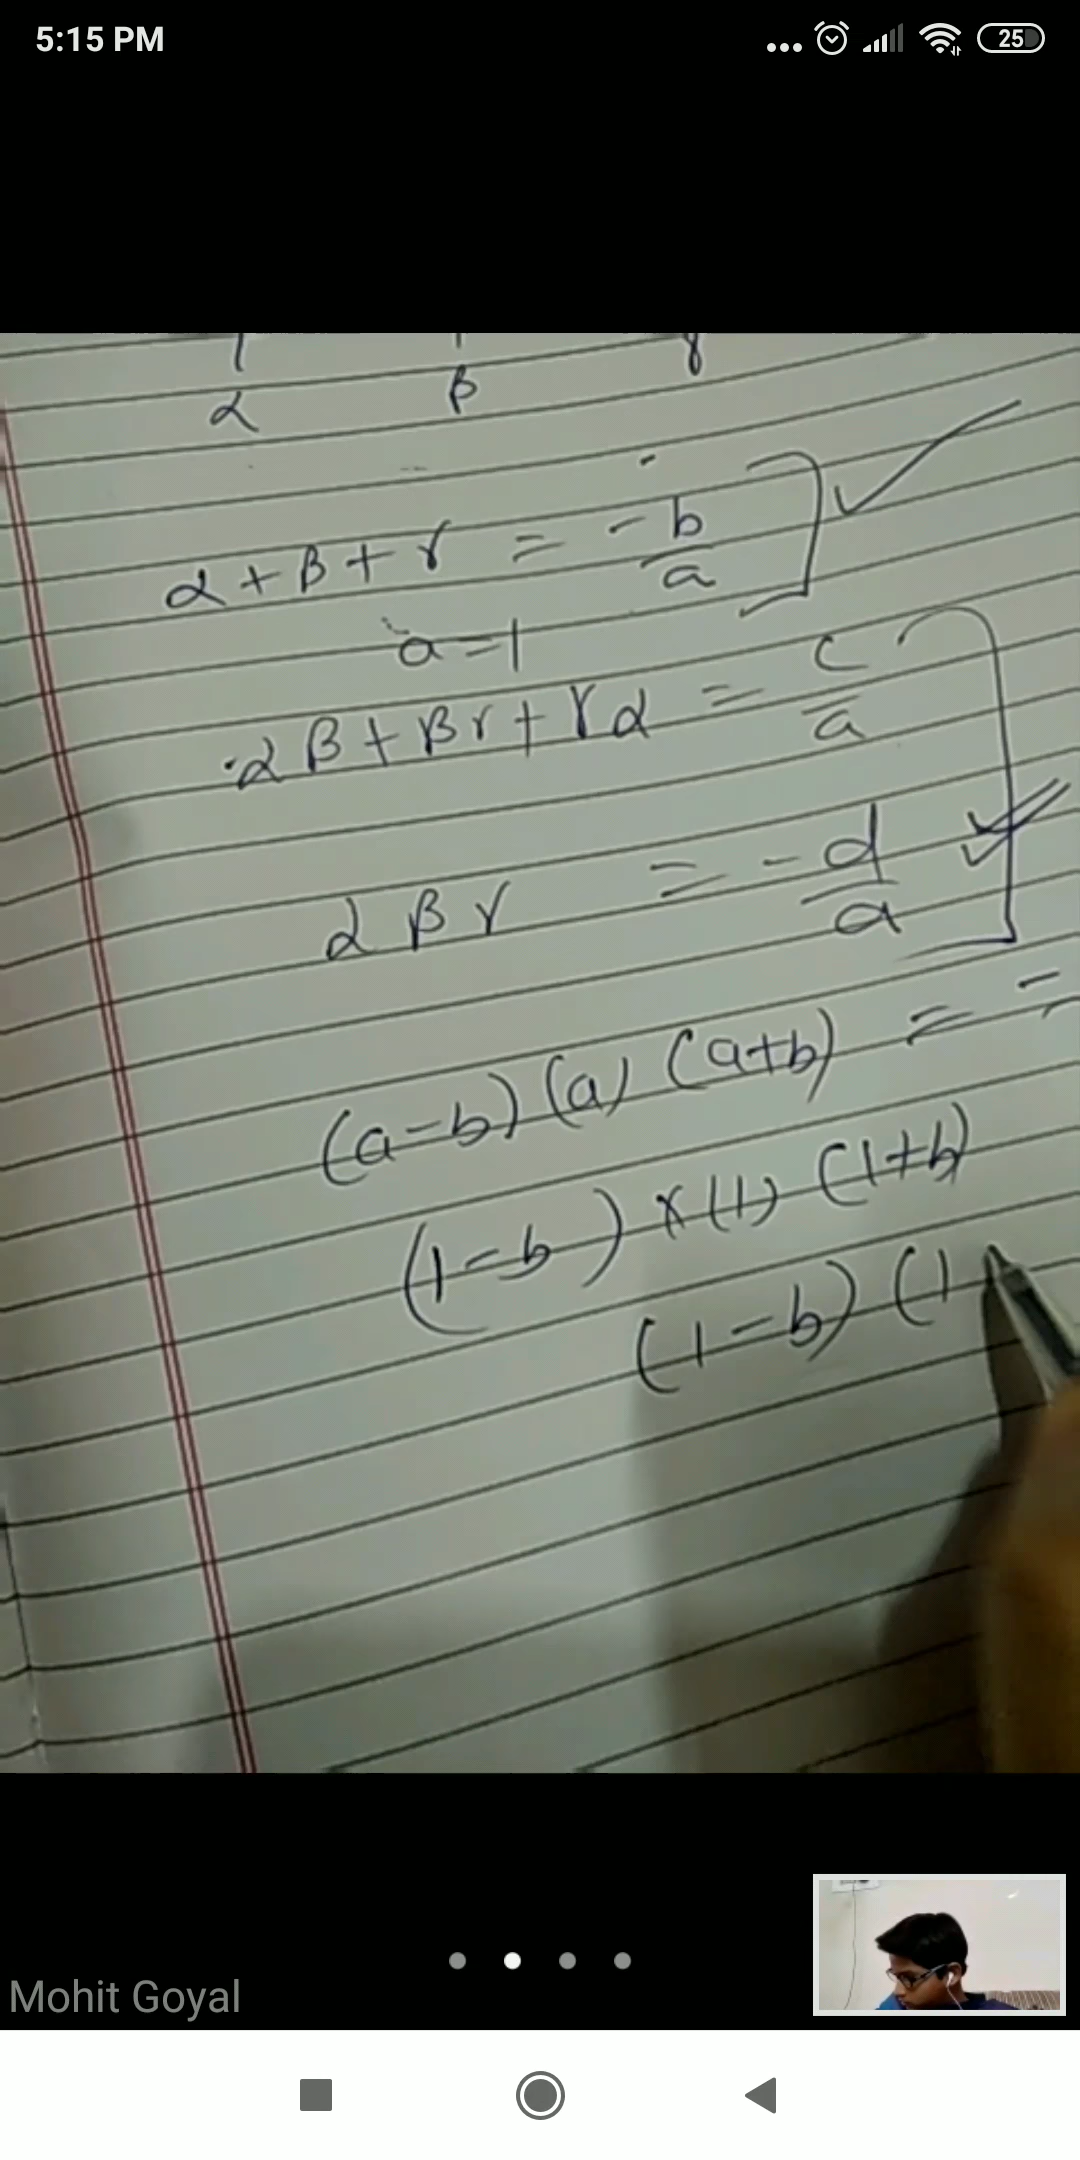 5:15 PM
25
α β γ
α + β + γ = -b/a
a = 1
αβ + βγ + γα = c/a
αβγ = -d/a
(a-b) (a) (a+b) = -
(1-b) × (1) (1+b)
(1-b) (1
Mohit Goyal